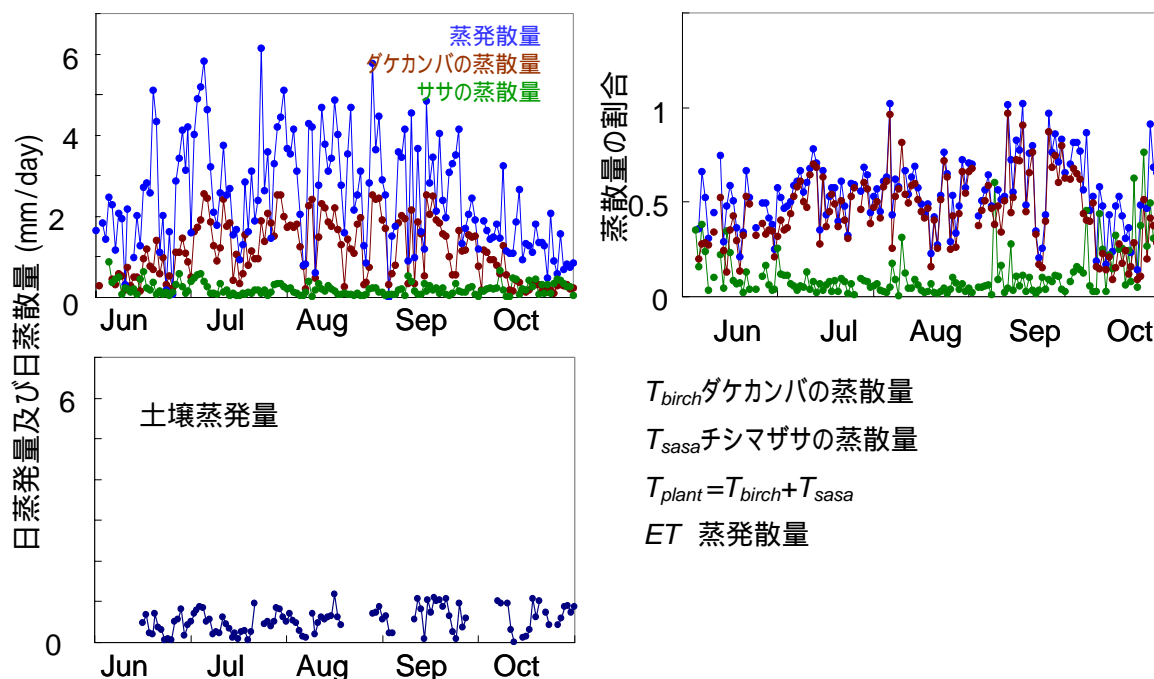 日蒸発量及び日蒸散量 (mm/day)
6
4
2
0
蒸発散量
ダケカンバの蒸散量
ササの蒸散量
Jun Jul Aug Sep Oct
蒸散量の割合
1
0.5
0
Jun Jul Aug Sep Oct
6
0
土壌蒸発量
Jun Jul Aug Sep Oct
T birchダケカンバの蒸散量
T sasaチシマザサの蒸散量
T plant =T birch+T sasa
ET 蒸発散量